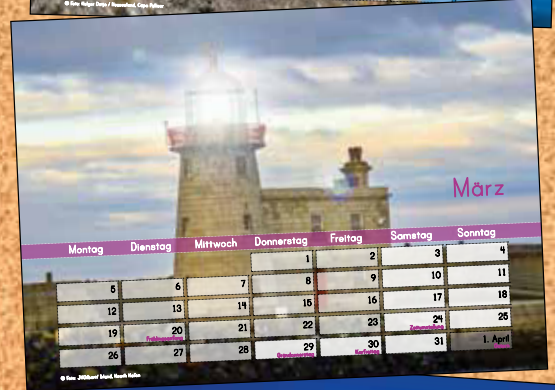 März
Montag Dienstag Mittwoch Donnerstag Freitag Samstag Sonntag
1 2 3 4
5 6 7 8 9 10 11
12 13 14 15 16 17 18
19 20 21 22 23 24 25
26 27 28 29 30 31 1. April